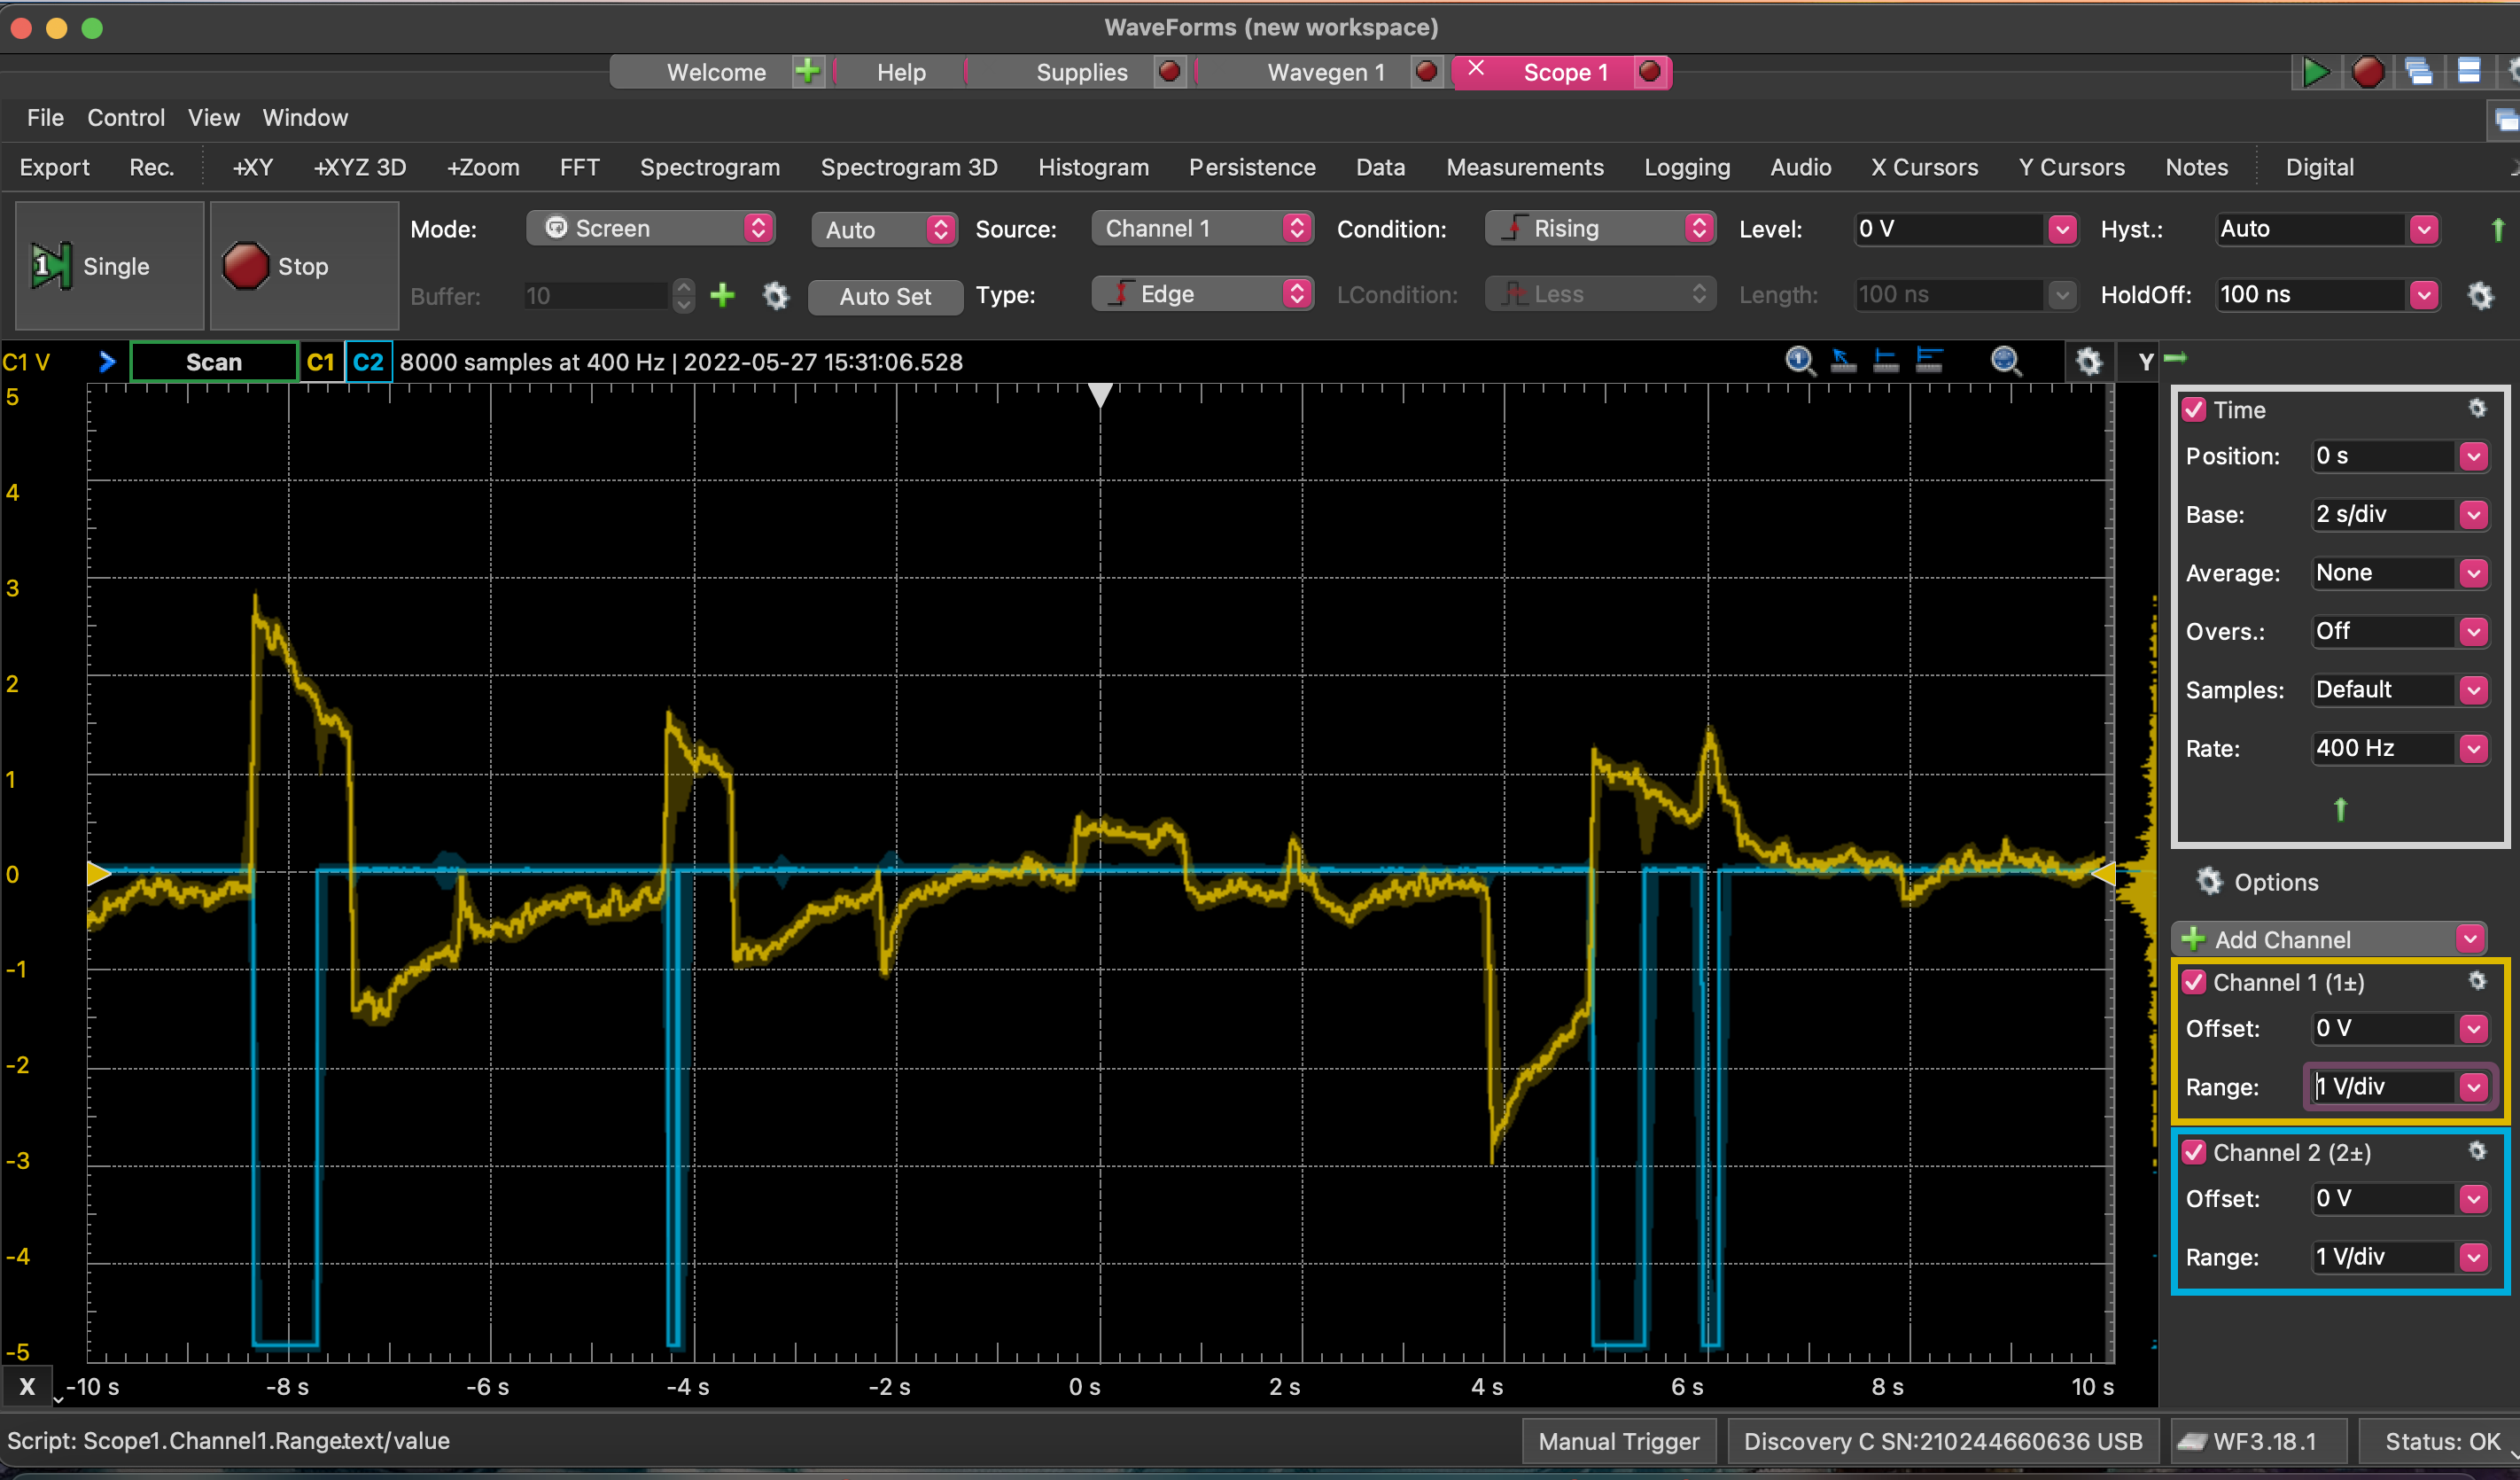 WaveForms (new workspace)
Welcome Help Supplies Wavegen 1 Scope 1
File Control View Window
Export Rec. +XY +XYZ 3D +Zoom FFT Spectrogram Spectrogram 3D Histogram Persistence Data Measurements Logging Audio X Cursors Y Cursors Notes Digital
1 Single Stop Mode: Screen Auto Source: Channel 1 Condition: Rising Level: 0 V Hyst.: Auto
Buffer: 10 Auto Set Type: Edge LCondition: Less Length: 100 ns HoldOff: 100 ns
C1 V Scan C1 C2 8000 samples at 400 Hz | 2022-05-27 15:31:06.528 1 Y
5
4
3
2
1
0
-1
-2
-3
-4
-5
X -10 s -8 s -6 s -4 s -2 s 0 s 2 s 4 s 6 s 8 s 10 s
Time
Position: 0 s
Base: 2 s/div
Average: None
Overs.: Off
Samples: Default
Rate: 400 Hz
Options
Add Channel
Channel 1 (1±)
Offset: 0 V
Range: 1 V/div
Channel 2 (2±)
Offset: 0 V
Range: 1 V/div
Script: Scope1.Channel1.Range.text/value Manual Trigger Discovery C SN:210244660636 USB WF3.18.1 Status: OK